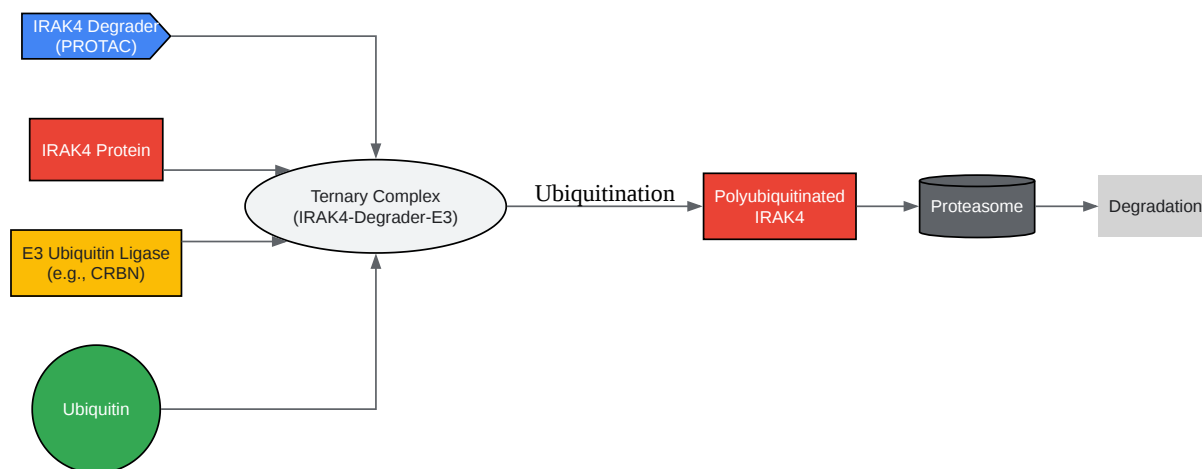 IRAK4 Degrader
(PROTAC)
IRAK4 Protein
E3 Ubiquitin Ligase
(e.g., CRBN)
Ubiquitin
Ternary Complex
(IRAK4-Degrader-E3)
Ubiquitination
Polyubiquitinated
IRAK4
Proteasome
Degradation